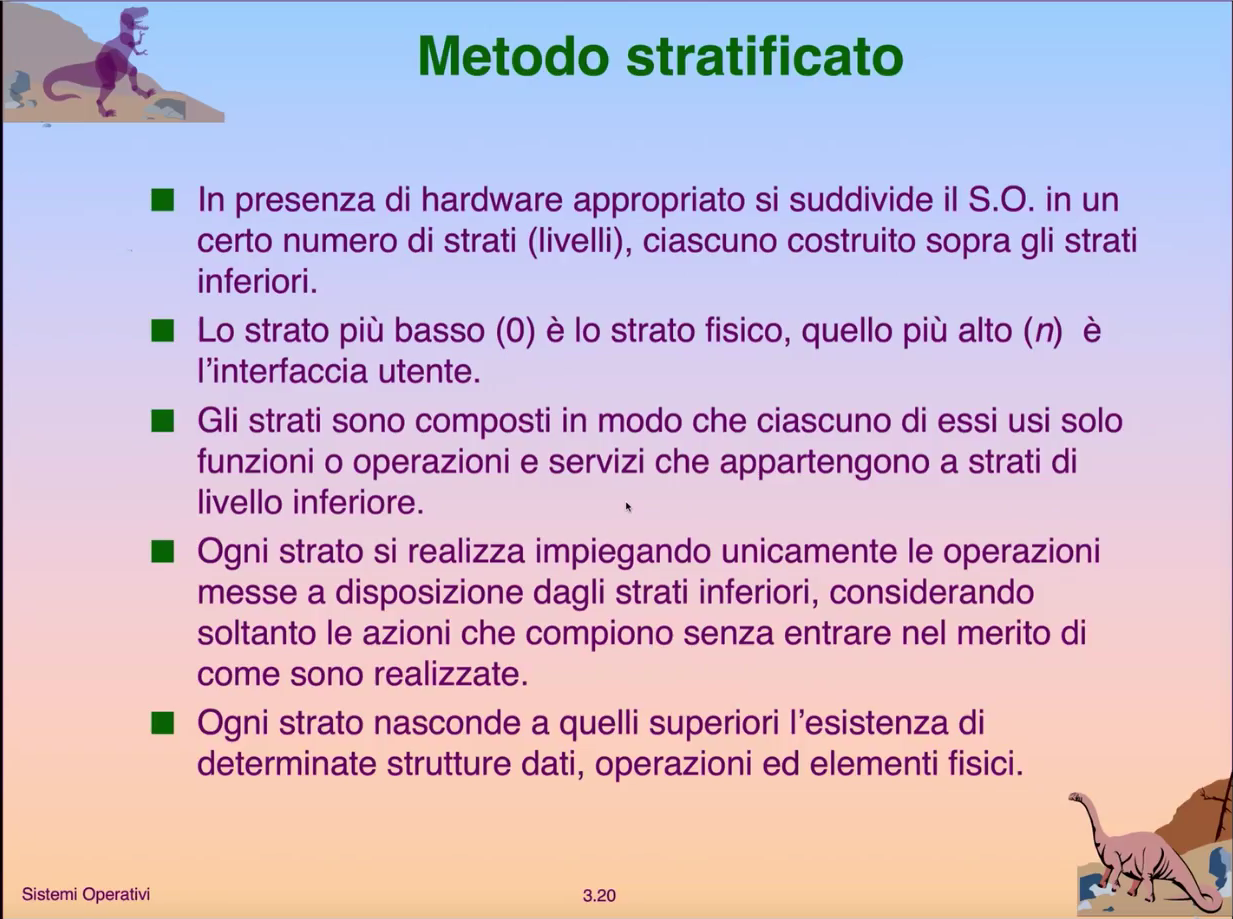 Metodo stratificato
In presenza di hardware appropriato si suddivide il S.O. in un
certo numero di strati (livelli), ciascuno costruito sopra gli strati
inferiori.
Lo strato più basso (0) è lo strato fisico, quello più alto (n) è
l'interfaccia utente.
Gli strati sono composti in modo che ciascuno di essi usi solo
funzioni o operazioni e servizi che appartengono a strati di
livello inferiore.
Ogni strato si realizza impiegando unicamente le operazioni
messe a disposizione dagli strati inferiori, considerando
soltanto le azioni che compiono senza entrare nel merito di
come sono realizzate.
Ogni strato nasconde a quelli superiori l'esistenza di
determinate strutture dati, operazioni ed elementi fisici.
Sistemi Operativi
3.20